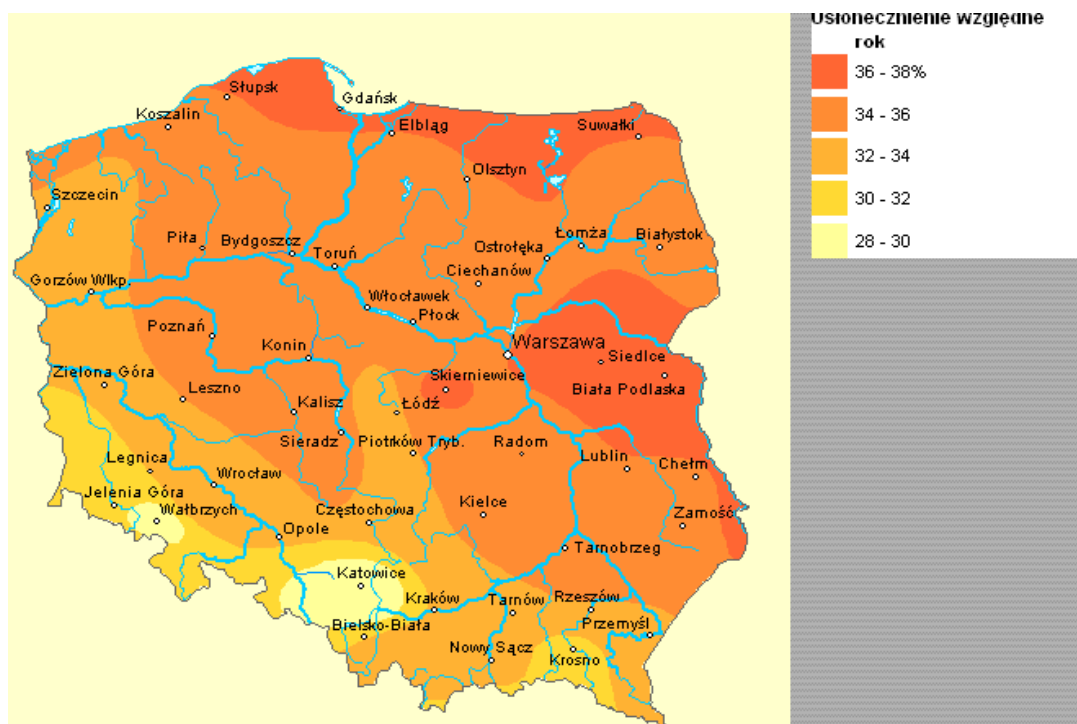 Usłonecznienie względne
rok
36 - 38%
34 - 36
32 - 34
30 - 32
28 - 30
Słupsk
Gdańsk
Koszalin
Elbląg
Suwałki
Olsztyn
Szczecin
Piła
Bydgoszcz
Toruń
Ostrołęka
Łomża
Białystok
Ciechanów
Gorzów Wlkp.
Włocławek
Płock
Poznań
Konin
Warszawa
Siedlce
Zielona Góra
Skierniewice
Biała Podlaska
Leszno
Kalisz
Łódź
Sieradz
Piotrków Tryb.
Radom
Lublin
Chełm
Legnica
Wrocław
Jelenia Góra
Wałbrzych
Kielce
Częstochowa
Zamość
Opole
Tarnobrzeg
Katowice
Kraków
Tarnów
Rzeszów
Bielsko-Biała
Przemyśl
Nowy Sącz
Krosno